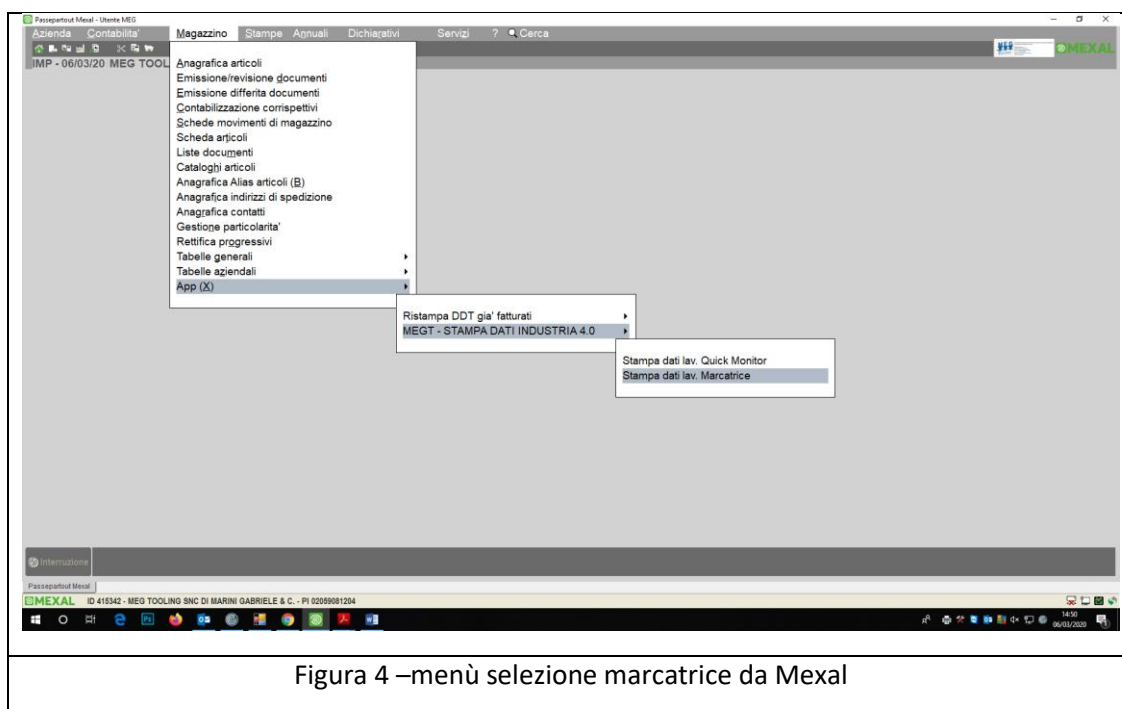 Passepartout Mexal - Utente MEG
Azienda Contabilita' Magazzino Stampe Annuali Dichiarativi Servizi ? Cerca
MEXAL
IMP - 06/03/20 MEG TOOL
Anagrafica articoli
Emissione/revisione documenti
Emissione differita documenti
Contabilizzazione corrispettivi
Schede movimenti di magazzino
Scheda articoli
Liste documenti
Cataloghi articoli
Anagrafica Alias articoli (B)
Anagrafica indirizzi di spedizione
Anagrafica contatti
Gestione particolarita'
Rettifica progressivi
Tabelle generali
Tabelle aziendali
App (X)
Ristampa DDT gia' fatturati
MEGT - STAMPA DATI INDUSTRIA 4.0
Stampa dati lav. Quick Monitor
Stampa dati lav. Marcatrice
Interruzione
Passepartout Mexal
MEXAL ID 415342 - MEG TOOLING SNC DI MARINI GABRIELE & C. - PI 02059081204
14:50
06/03/2020
Figura 4 –menù selezione marcatrice da Mexal